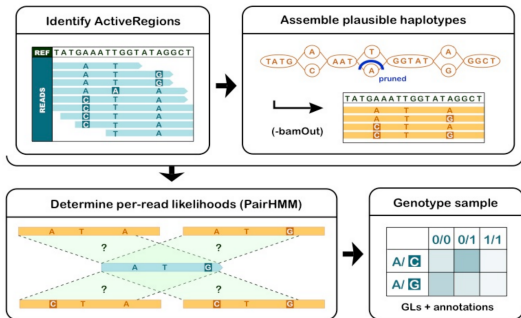 Identify ActiveRegions
REF TATGAAATTGGTATAGGCT
READS
A T
A T G
A T G
A A A
C T A
C T A
C T A
T A
Assemble plausible haplotypes
TATG A C AAT T A GGTAT A G GGCT
pruned
(-bamOut)
TATGAAATTGGTATAGGCT
A T A
A T G
C T A
C T G
Determine per-read likelihoods (PairHMM)
A T A A T G
? ?
A T G
? ?
C T A C T G
Genotype sample
0/0 0/1 1/1
A/ C
A/ G
GLs + annotations